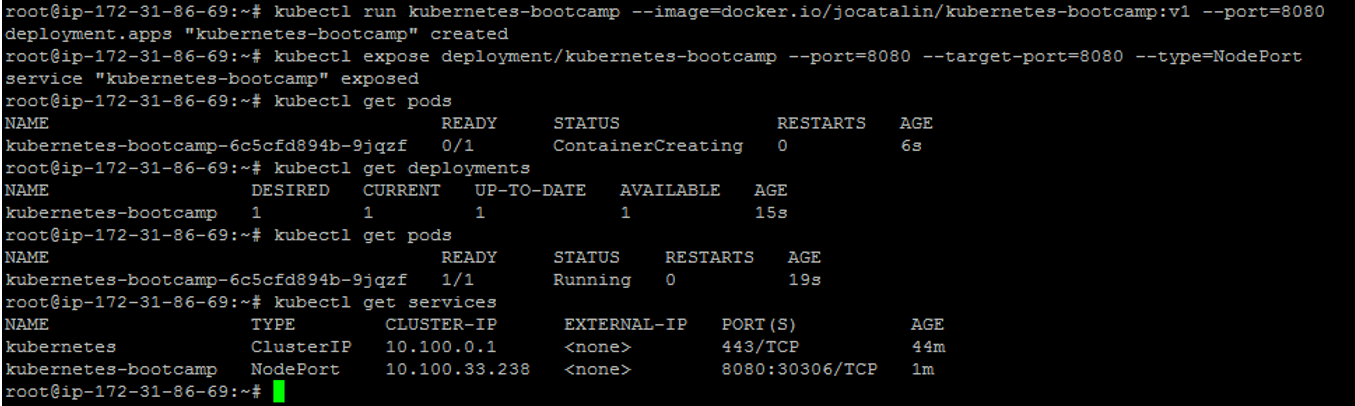 root@ip-172-31-86-69:~# kubectl run kubernetes-bootcamp --image=docker.io/jocatalin/kubernetes-bootcamp:v1 --port=8080
deployment.apps "kubernetes-bootcamp" created
root@ip-172-31-86-69:~# kubectl expose deployment/kubernetes-bootcamp --port=8080 --target-port=8080 --type=NodePort
service "kubernetes-bootcamp" exposed
root@ip-172-31-86-69:~# kubectl get pods
NAME READY STATUS RESTARTS AGE
kubernetes-bootcamp-6c5cfd894b-9jqzf 0/1 ContainerCreating 0 6s
root@ip-172-31-86-69:~# kubectl get deployments
NAME DESIRED CURRENT UP-TO-DATE AVAILABLE AGE
kubernetes-bootcamp 1 1 1 1 15s
root@ip-172-31-86-69:~# kubectl get pods
NAME READY STATUS RESTARTS AGE
kubernetes-bootcamp-6c5cfd894b-9jqzf 1/1 Running 0 19s
root@ip-172-31-86-69:~# kubectl get services
NAME TYPE CLUSTER-IP EXTERNAL-IP PORT(S) AGE
kubernetes ClusterIP 10.100.0.1 <none> 443/TCP 44m
kubernetes-bootcamp NodePort 10.100.33.238 <none> 8080:30306/TCP 1m
root@ip-172-31-86-69:~#